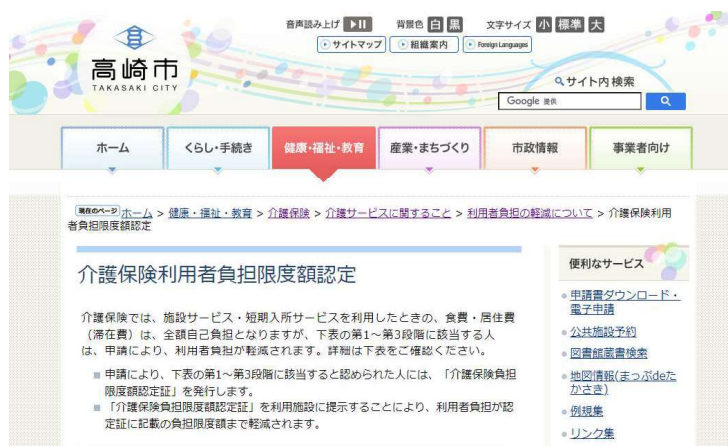 音声読み上げ 背景色 白 黒 文字サイズ 小 標準 大
サイトマップ 組織案内 Foreign Languages
高崎市
TAKASAKI CITY
サイト内検索
Google 提供
ホーム くらし・手続き 健康・福祉・教育 産業・まちづくり 市政情報 事業者向け
現在のページ ホーム > 健康・福祉・教育 > 介護保険 > 介護サービスに関すること > 利用者負担の軽減について > 介護保険利用
者負担限度額認定
介護保険利用者負担限度額認定
介護保険では、施設サービス・短期入所サービスを利用したときの、食費・居住費
(滞在費)は、全額自己負担となりますが、下表の第1~第3段階に該当する人
は、申請により、利用者負担が軽減されます。詳細は下表をご確認ください。
申請により、下表の第1~第3段階に該当すると認められた人には、「介護保険負担
限度額認定証」を発行します。
「介護保険負担限度額認定証」を利用施設に提示することにより、利用者負担が認
定証に記載の負担限度額まで軽減されます。
便利なサービス
申請書ダウンロード・
電子申請
公共施設予約
図書館蔵書検索
地図情報(まっぷdeた
かさき)
例規集
リンク集